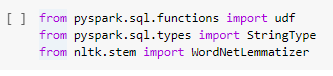 [ ] from pyspark.sql.functions import udf
from pyspark.sql.types import StringType
from nltk.stem import WordNetLemmatizer